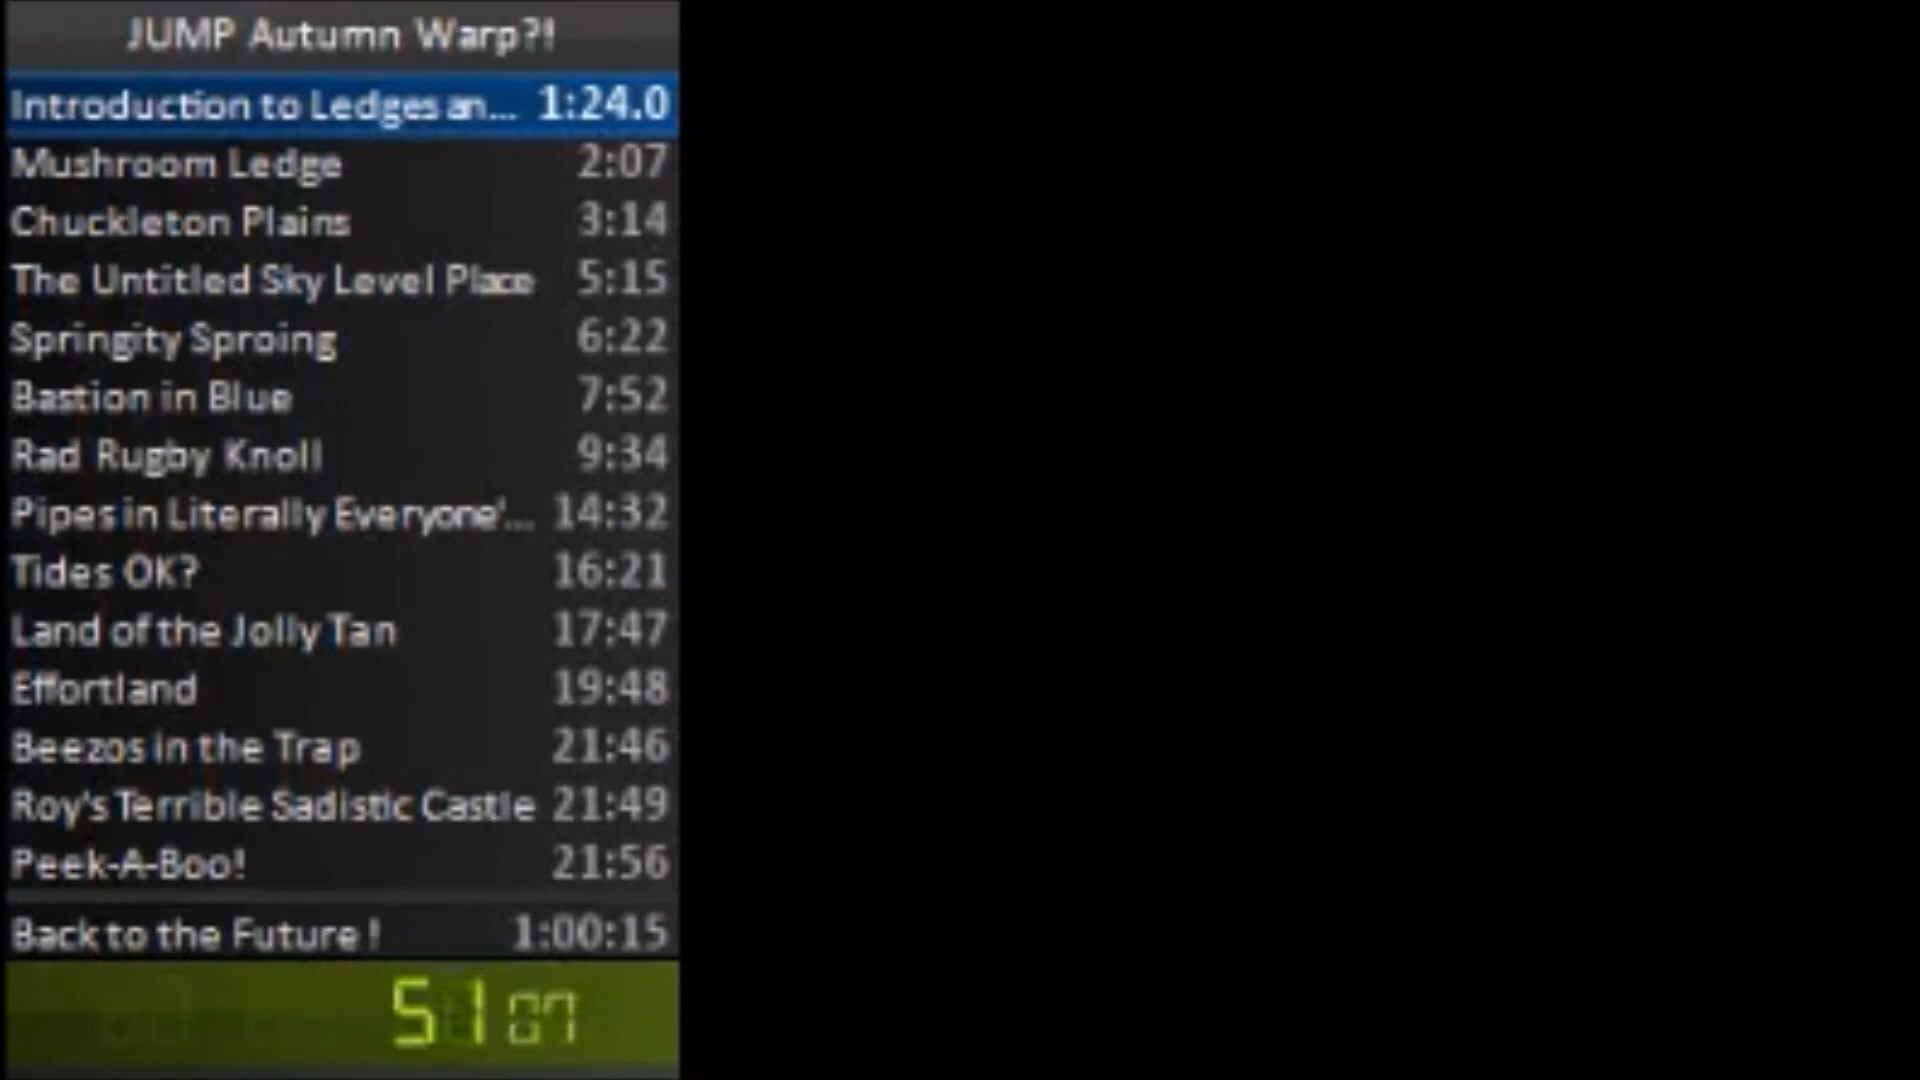 JUMP Autumn Warp?!
Introduction to Ledges an... 1:24.0
Mushroom Ledge 2:07
Chuckleton Plains 3:14
The Untitled Sky Level Place 5:15
Springity Sproing 6:22
Bastion in Blue 7:52
Rad Rugby Knoll 9:34
Pipes in Literally Everyone'... 14:32
Tides OK? 16:21
Land of the Jolly Tan 17:47
Effortland 19:48
Beezos in the Trap 21:46
Roy's Terrible Sadistic Castle 21:49
Peek-A-Boo! 21:56
Back to the Future ! 1:00:15
51 07